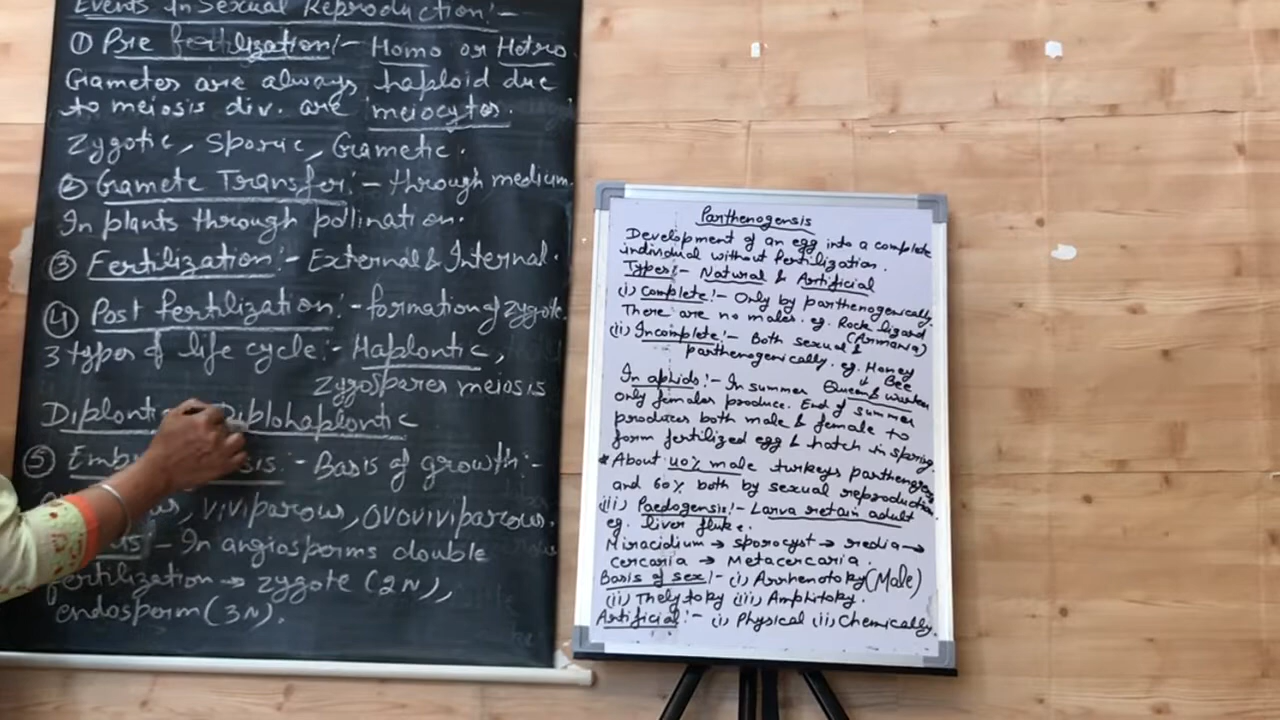 Events In Sexual Reproduction:-
① Pre fertilization:- Homo or Hetro.
Gametes are always haploid due
to meiosis div. are meiocytes.
Zygotic, Sporic, Gametic.
② Gamete Transfer:- through medium.
In plants through pollination.
③ Fertilization:- External & Internal.
④ Post fertilization:- formation of zygote.
3 types of life cycle:- Haplontic,
Zygospores meiosis
Diplontic Diplohaplontic
⑤ :- Basis of growth:-
, viviparous, ovoviviparous.
:- In angiosperms double
fertilization → zygote (2N),
endosperm (3N).
Parthenogensis
Development of an egg into a complete
individual without fertilization.
Types:- Natural & Artificial
(i) Complete:- Only by parthenogenically.
There are no males. eg. Rock lizard
(Armania)
(ii) Incomplete:- Both sexual &
parthenogenically. eg. Honey
Bee
Queen & worker
In aphids:- In summer
only females produce. End of summer
produces both male & female to
form fertilized egg & hatch in spring.
* About 40% male turkeys
and 60% both by sexual reproduction.
(iii) Paedogensis:- Larva retain adult
eg. liver fluke.
Miracidium → sporocyst → redia →
cercaria → Metacercaria.
Basis of sex:- (i) Arrhenotoky (Male)
(ii) Thelytoky (iii) Amphitoky.
Artificial:- (i) Physical (ii) Chemically.